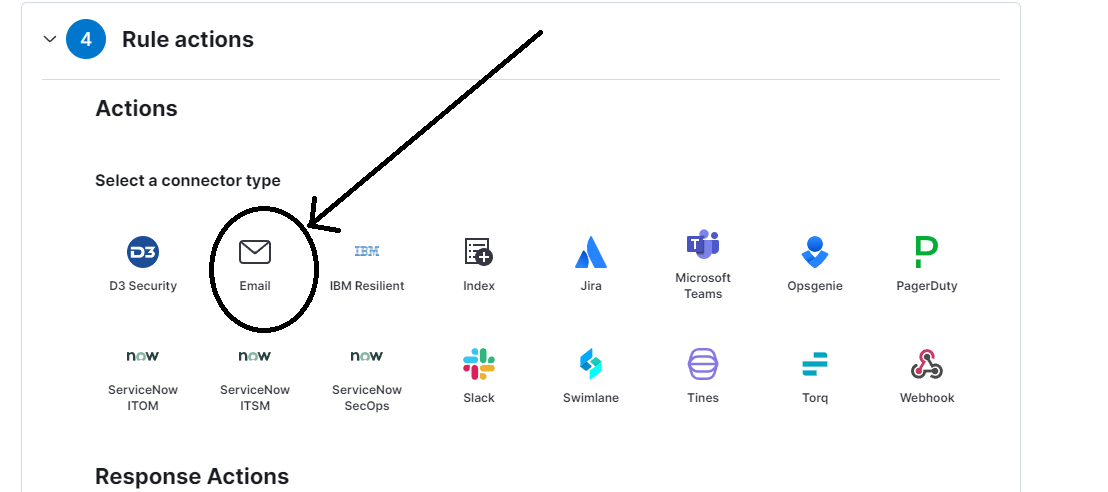 4 Rule actions
Actions
Select a connector type
D3
IBM
T
D3 Security Email IBM Resilient Index Jira Microsoft Teams Opsgenie PagerDuty
now now now
ServiceNow ITOM ServiceNow ITSM ServiceNow SecOps Slack Swimlane Tines Torq Webhook
Response Actions